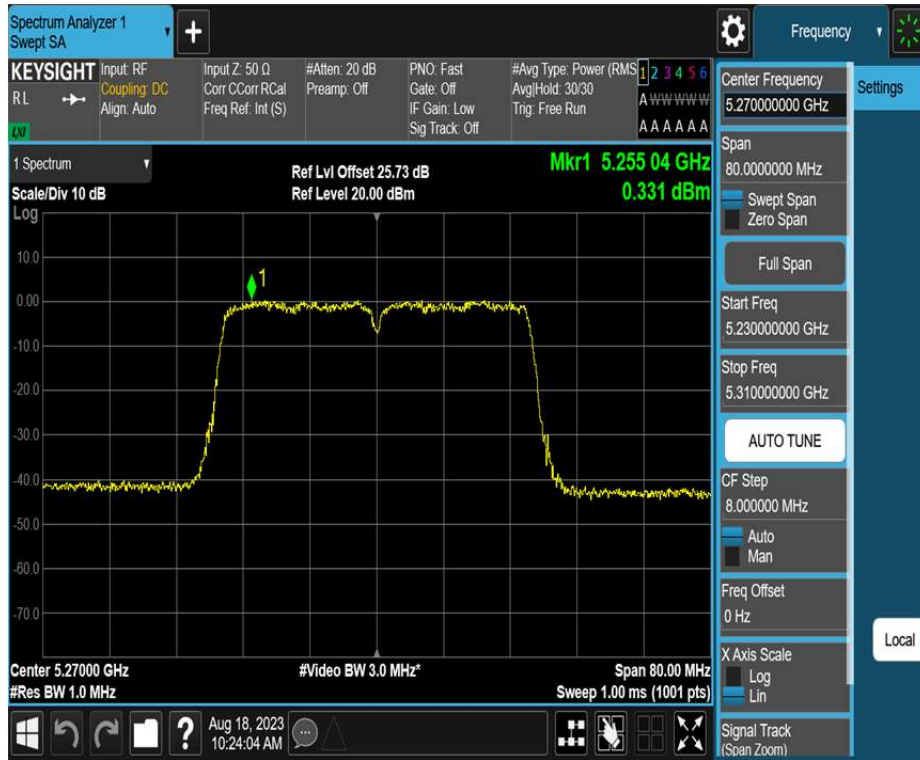 Spectrum Analyzer 1
Swept SA
+
Frequency
KEYSIGHT
RL
LXI
Input: RF
Coupling: DC
Align: Auto
Input Z: 50 Ω
Corr CCorr RCal
Freq Ref: Int (S)
#Atten: 20 dB
Preamp: Off
PNO: Fast
Gate: Off
IF Gain: Low
Sig Track: Off
#Avg Type: Power (RMS
Avg|Hold: 30/30
Trig: Free Run
1 2 3 4 5 6
A W W W W W
A A A A A A
1 Spectrum
Scale/Div 10 dB
Log
Ref Lvl Offset 25.73 dB
Ref Level 20.00 dBm
Mkr1 5.255 04 GHz
0.331 dBm
10.0
0.00
-10.0
-20.0
-30.0
-40.0
-50.0
-60.0
-70.0
1
Center 5.27000 GHz
#Res BW 1.0 MHz
#Video BW 3.0 MHz*
Span 80.00 MHz
Sweep 1.00 ms (1001 pts)
?
Aug 18, 2023
10:24:04 AM
Center Frequency
5.270000000 GHz
Span
80.0000000 MHz
Swept Span
Zero Span
Full Span
Start Freq
5.230000000 GHz
Stop Freq
5.310000000 GHz
AUTO TUNE
CF Step
8.000000 MHz
Auto
Man
Freq Offset
0 Hz
X Axis Scale
Log
Lin
Signal Track
(Span Zoom)
Settings
Local